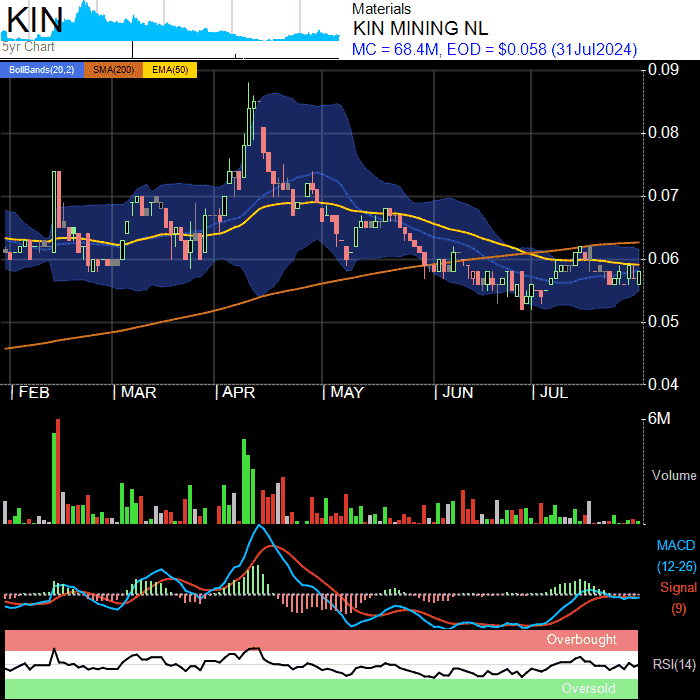 KIN
5yr Chart
Materials
KIN MINING NL
MC = 68.4M, EOD = $0.058 (31Jul2024)
BollBands(20,2) SMA(200) EMA(50)
0.09
0.08
0.07
0.06
0.05
0.04
| FEB | MAR | APR | MAY | JUN | JUL
6M
Volume
MACD
(12-26)
Signal
(9)
Overbought
RSI(14)
Oversold